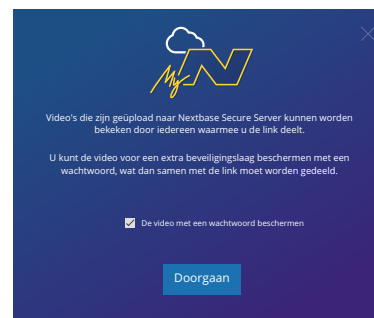 My N
Video's die zijn geüpload naar Nextbase Secure Server kunnen worden
bekeken door iedereen waarmee u de link deelt.
U kunt de video voor een extra beveiligingslaag beschermen met een
wachtwoord, wat dan samen met de link moet worden gedeeld.
De video met een wachtwoord beschermen
Doorgaan